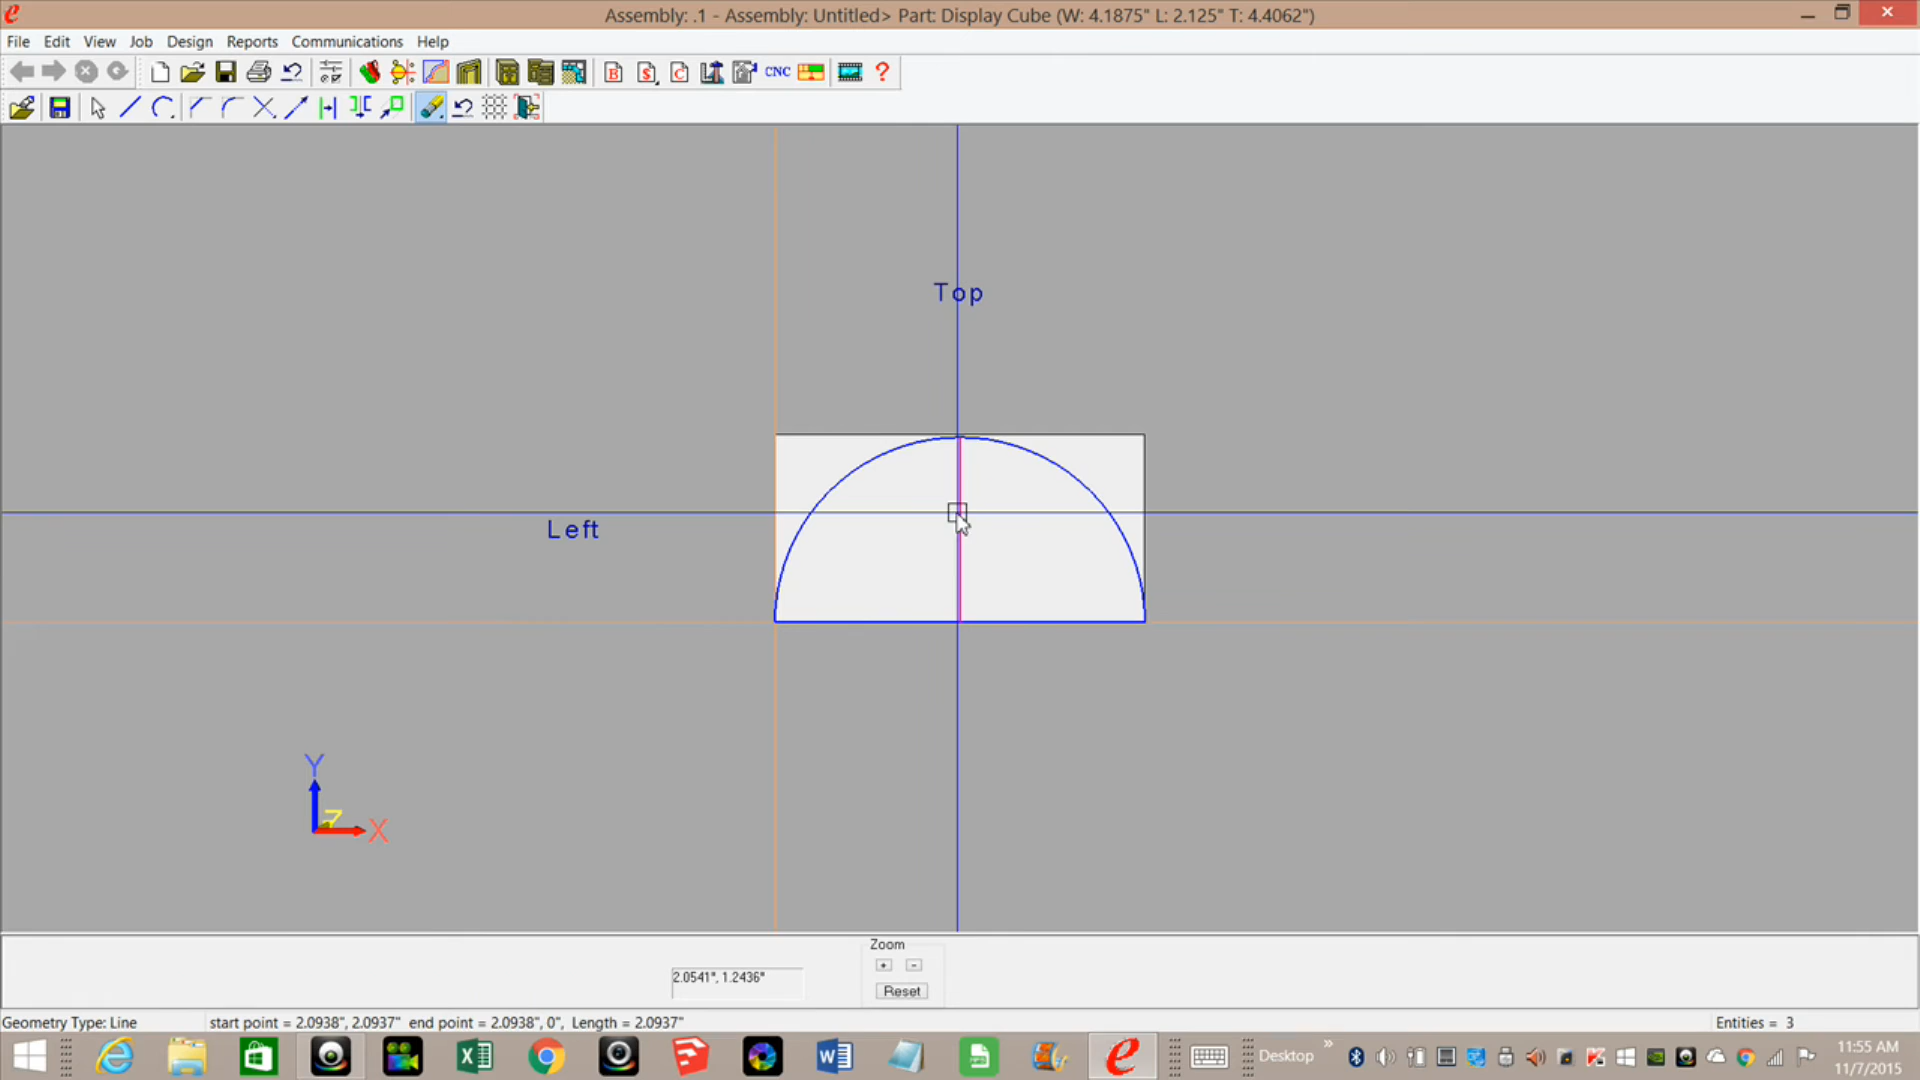 Assembly: .1 - Assembly: Untitled> Part: Display Cube (W: 4.1875" L: 2.125" T: 4.4062")
File Edit View Job Design Reports Communications Help
B $ C CNC ?
Top
Left
Y
Z
X
Zoom
+ -
2.0541", 1.2436"
Reset
Geometry Type: Line start point = 2.0938", 2.0937" end point = 2.0938", 0", Length = 2.0937" Entities = 3
Desktop
11:55 AM
11/7/2015